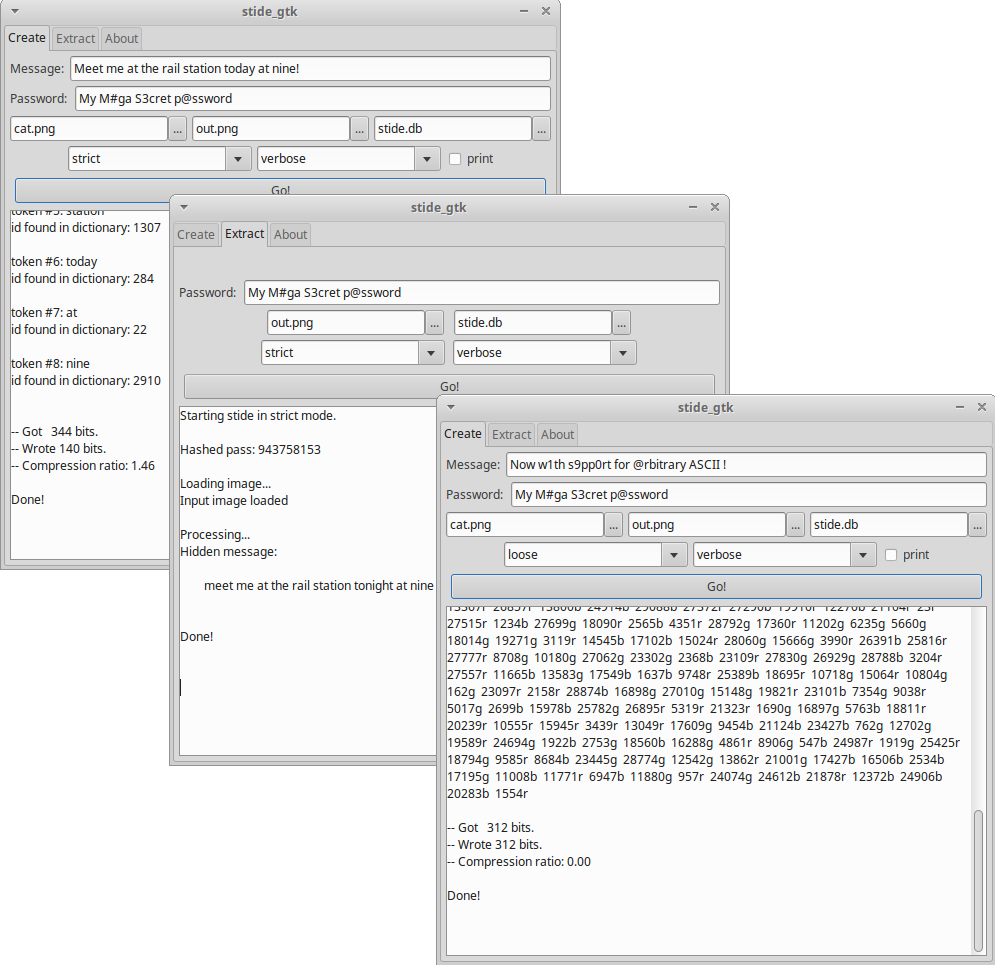 stide_gtk
Create Extract About
Message: Meet me at the rail station today at nine!
Password: My M#ga S3cret p@ssword
cat.png ... out.png ... stide.db ...
strict verbose print
Go!
token #5: station
id found in dictionary: 1307
token #6: today
id found in dictionary: 284
token #7: at
id found in dictionary: 22
token #8: nine
id found in dictionary: 2910
-- Got 344 bits.
-- Wrote 140 bits.
-- Compression ratio: 1.46
Done!
stide_gtk
Create Extract About
Password: My M#ga S3cret p@ssword
out.png ... stide.db ...
strict verbose
Go!
Starting stide in strict mode.
Hashed pass: 943758153
Loading image...
Input image loaded
Processing...
Hidden message:
meet me at the rail station tonight at nine
Done!
stide_gtk
Create Extract About
Message: Now w1th s9pp0rt for @rbitrary ASCII !
Password: My M#ga S3cret p@ssword
cat.png ... out.png ... stide.db ...
loose verbose print
Go!
27515r 1234b 27699g 18090r 2565b 4351r 28792g 17360r 11202g 6235g 5660g
18014g 19271g 3119r 14545b 17102b 15024r 28060g 15666g 3990r 26391b 25816r
27777r 8708g 10180g 27062g 23302g 2368b 23109r 27830g 26929g 28788b 3204r
27557r 11665b 13583g 17549b 1637b 9748r 25389b 18695r 10718g 15064r 10804g
162g 23097r 2158r 28874b 16898g 27010g 15148g 19821r 23101b 7354g 9038r
5017g 2699b 15978b 25782g 26895r 5319r 21323r 1690g 16897g 5763b 18811r
20239r 10555r 15945r 3439r 13049r 17609g 9454b 21124b 23427b 762g 12702g
19589r 24694g 1922b 2753g 18560b 16288g 4861r 8906g 547b 24987r 1919g 25425r
18794g 9585r 8684b 23445g 28774g 12542g 13862r 21001g 17427b 16506b 2534b
17195g 11008b 11771r 6947b 11880g 957r 24074g 24612b 21878r 12372b 24906b
20283b 1554r
-- Got 312 bits.
-- Wrote 312 bits.
-- Compression ratio: 0.00
Done!